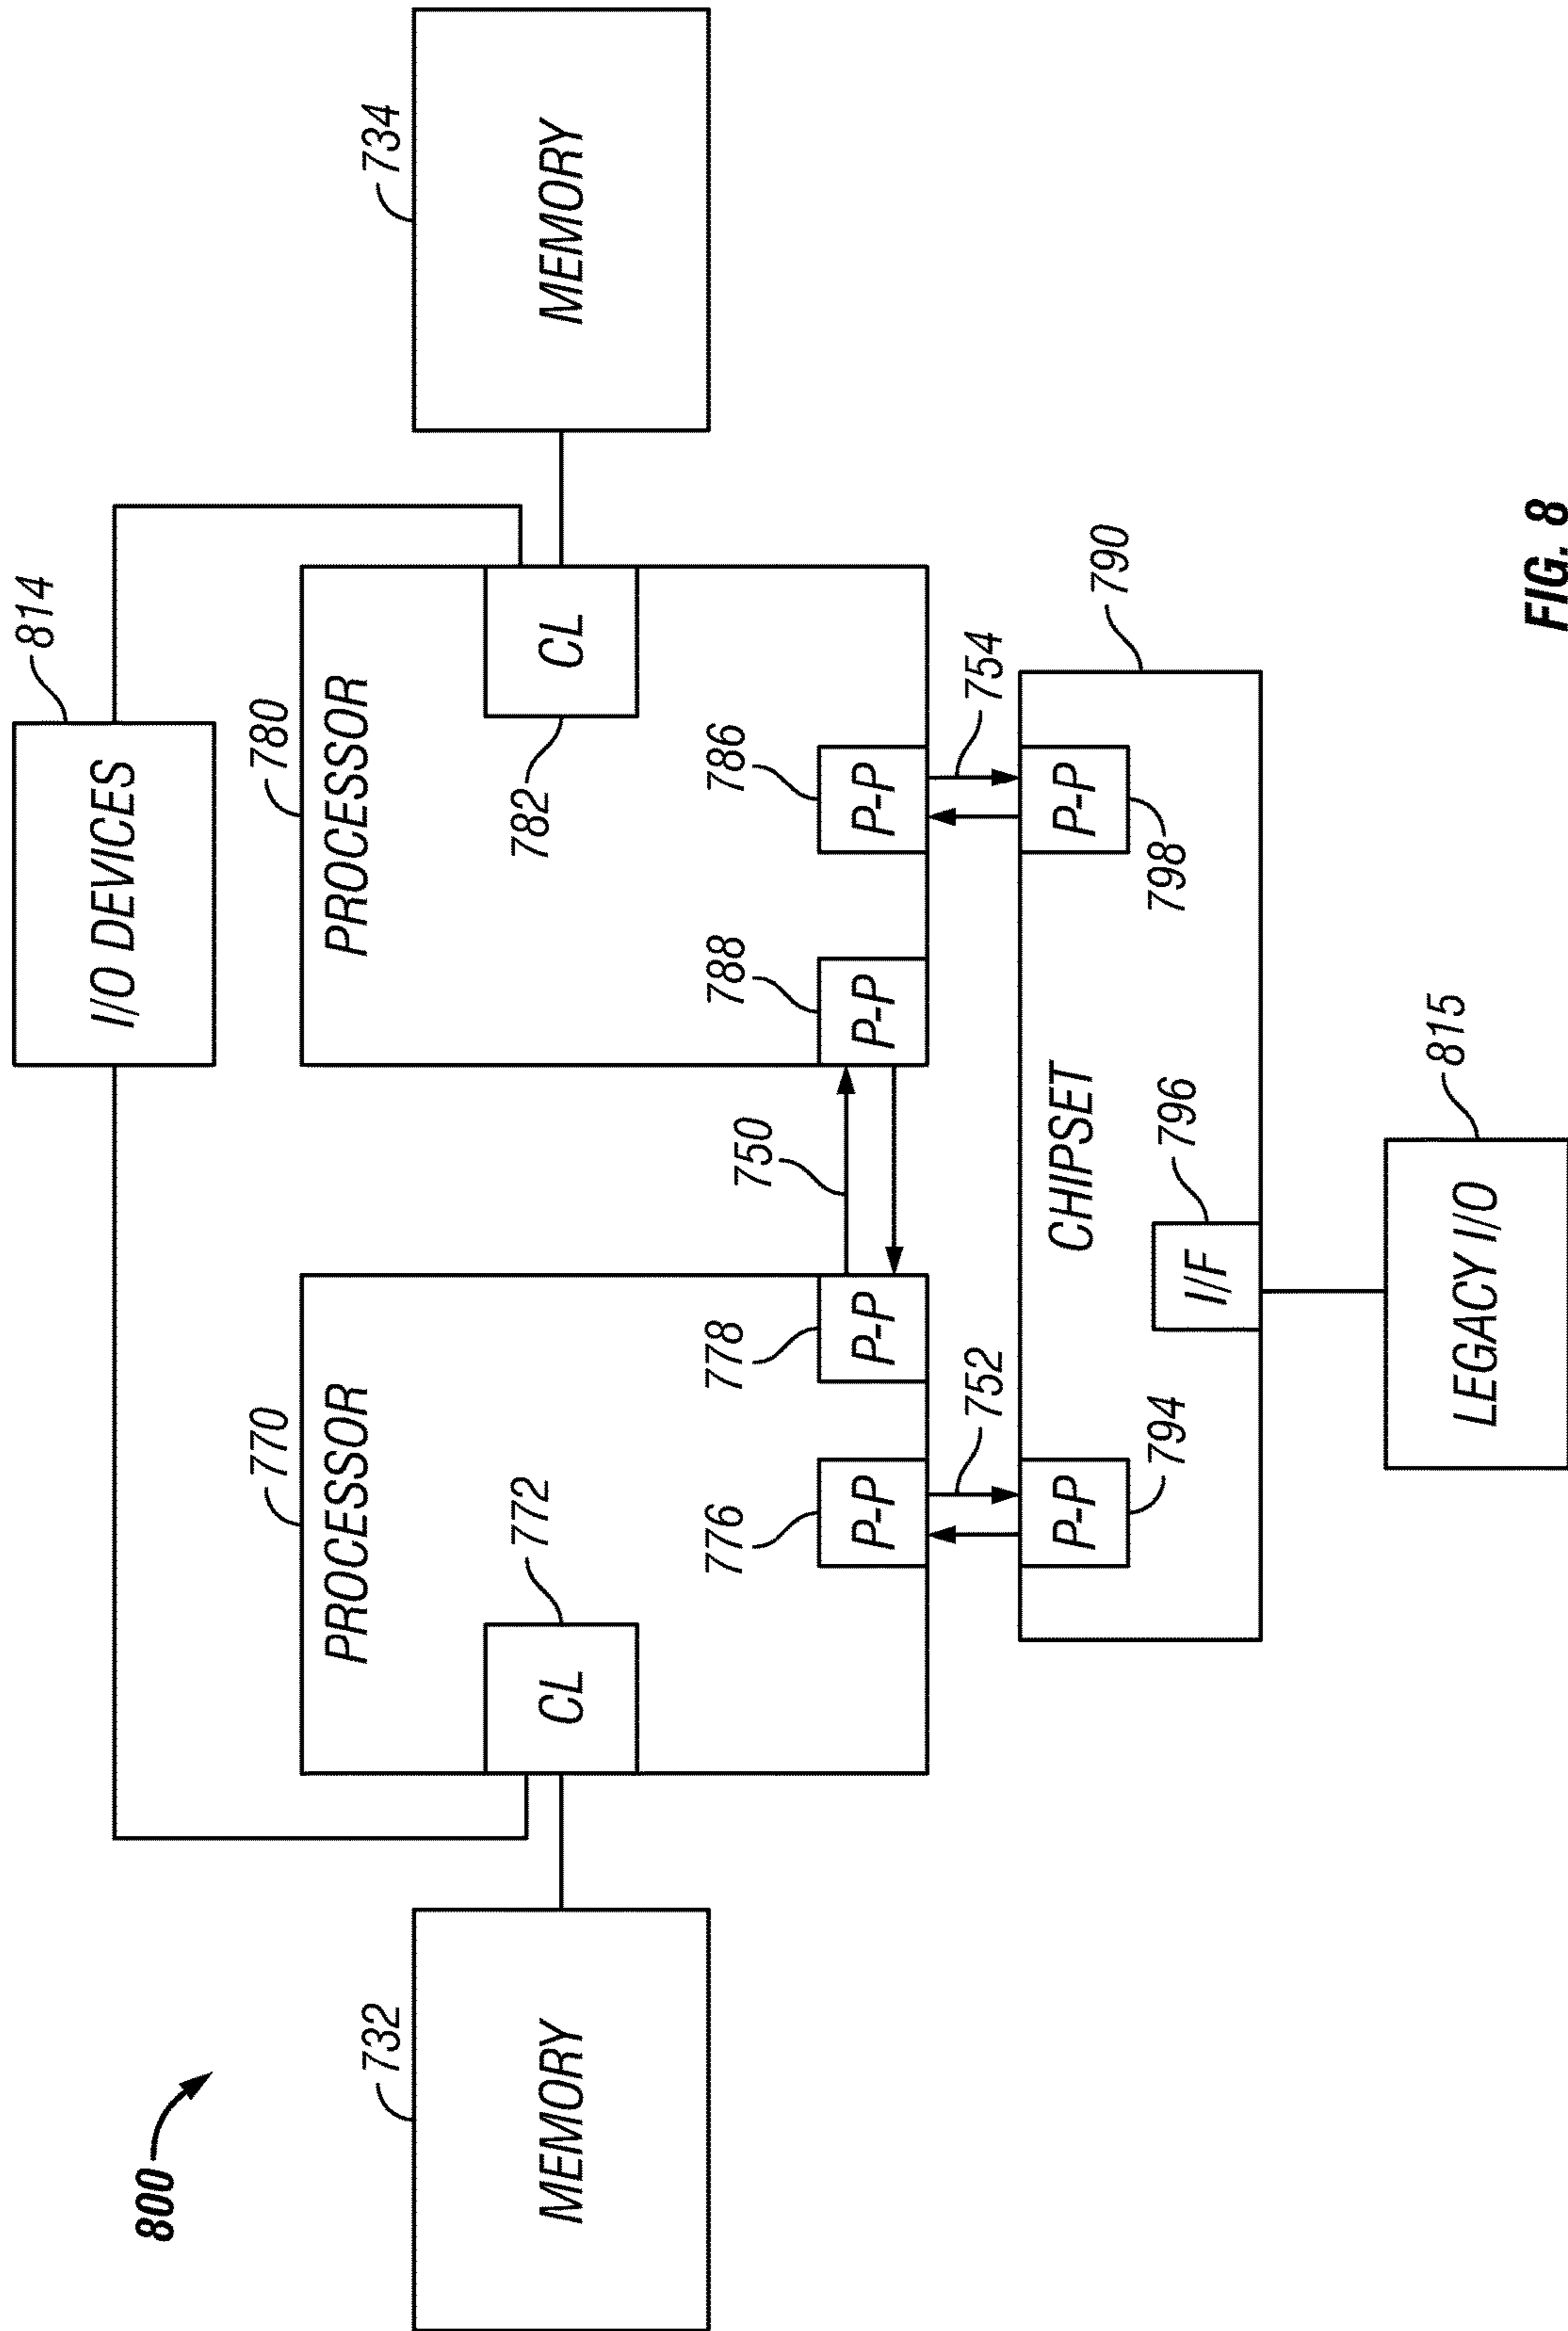 800
I/O DEVICES
814
732
MEMORY
770
PROCESSOR
772
CL
776
P-P
778
P-P
750
780
PROCESSOR
CL
782
788
P-P
786
P-P
734
MEMORY
752
754
790
CHIPSET
P-P
794
I/F
796
P-P
798
LEGACY I/O
815
FIG. 8